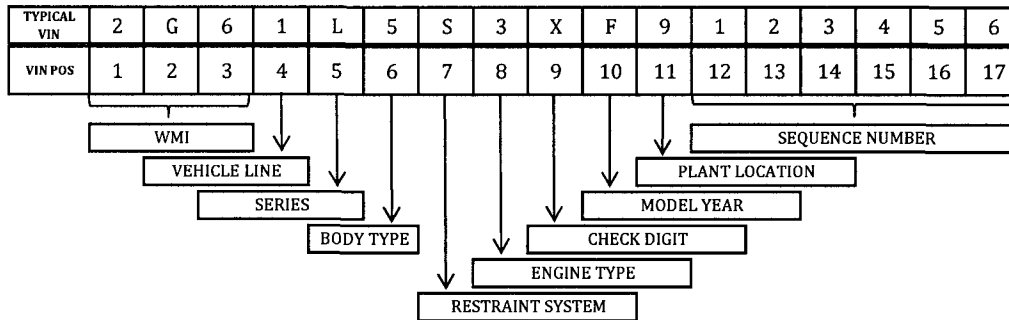 TYPICAL VIN 2 G 6 1 L 5 S 3 X F 9 1 2 3 4 5 6
VIN POS 1 2 3 4 5 6 7 8 9 10 11 12 13 14 15 16 17
WMI SEQUENCE NUMBER
VEHICLE LINE PLANT LOCATION
SERIES MODEL YEAR
BODY TYPE CHECK DIGIT
ENGINE TYPE
RESTRAINT SYSTEM